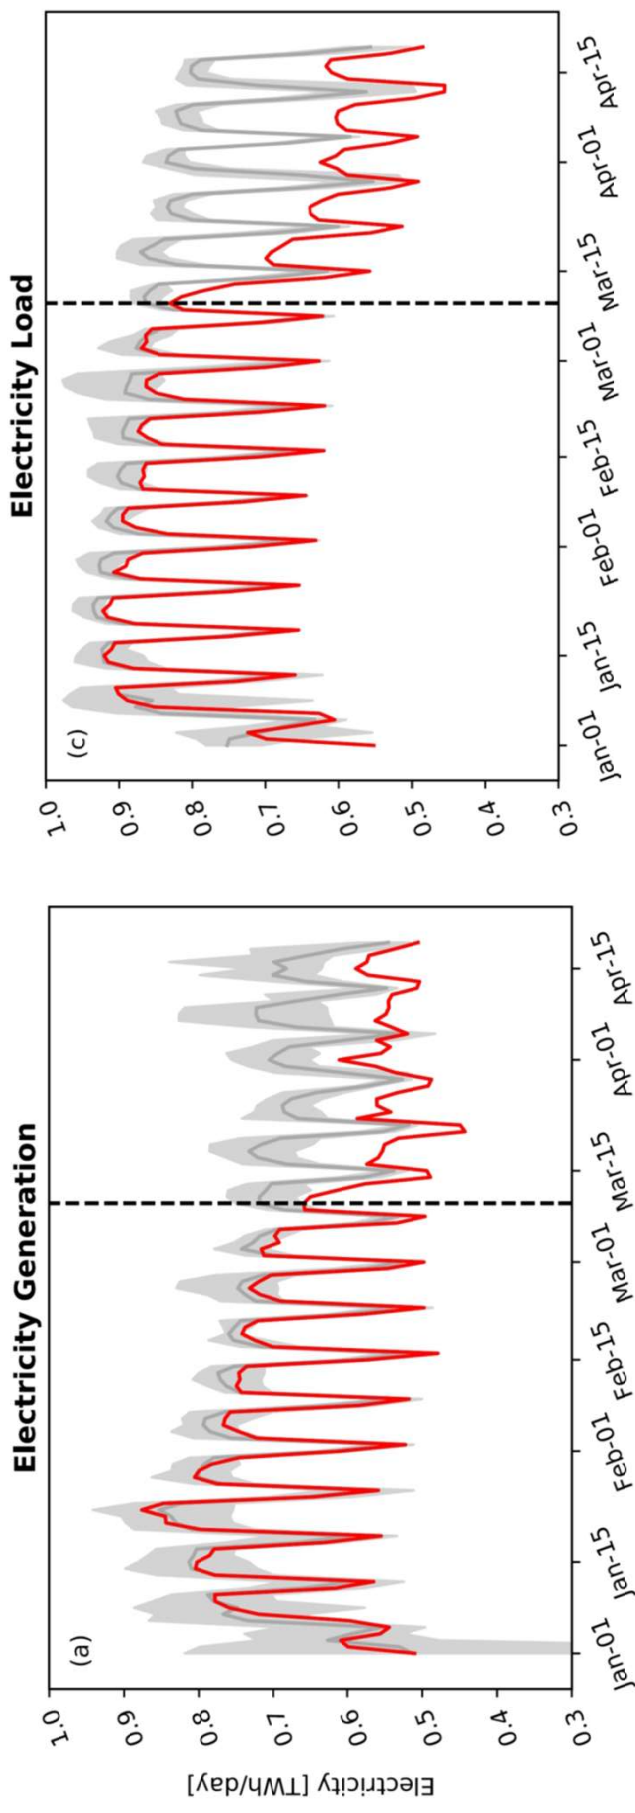 Electricity Generation
(a)
Electricity [TWh/day]
1.0
0.9
0.8
0.7
0.6
0.5
0.4
0.3
Jan-01
Jan-15
Feb-01
Feb-15
Mar-01
Mar-15
Apr-01
Apr-15
Electricity Load
(c)
1.0
0.9
0.8
0.7
0.6
0.5
0.4
0.3
Jan-01
Jan-15
Feb-01
Feb-15
Mar-01
Mar-15
Apr-01
Apr-15